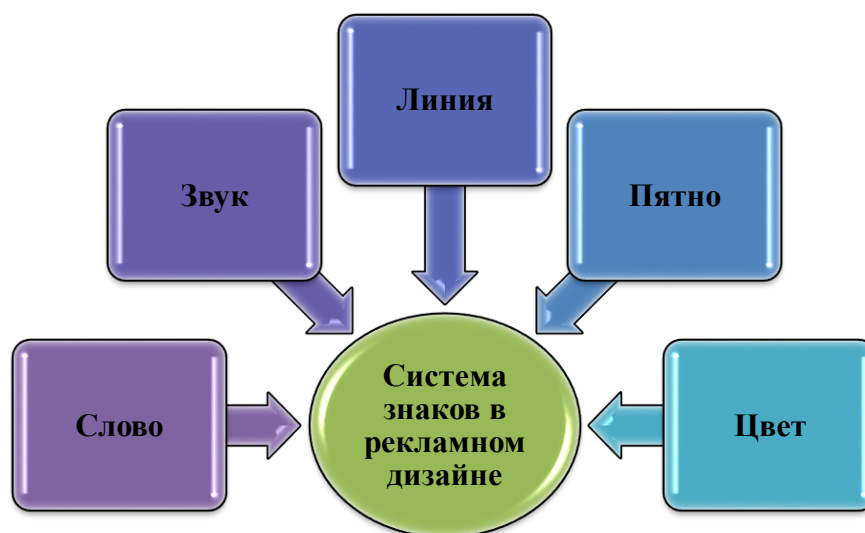 Линия
Звук
Пятно
Слово
Система
знаков в
рекламном
дизайне
Цвет